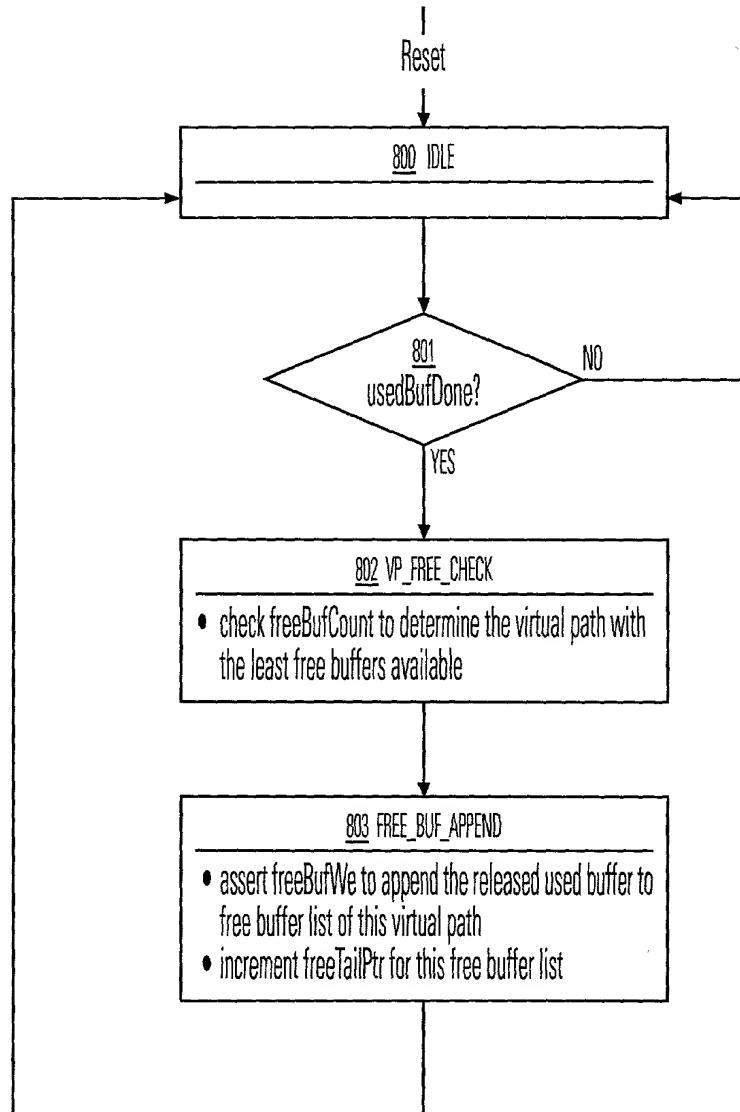 Reset
800 IDLE
801
usedBufDone?
NO
YES
802 VP_FREE_CHECK
• check freeBufCount to determine the virtual path with
the least free buffers available
803 FREE_BUF_APPEND
• assert freeBufWe to append the released used buffer to
free buffer list of this virtual path
• increment freeTailPtr for this free buffer list